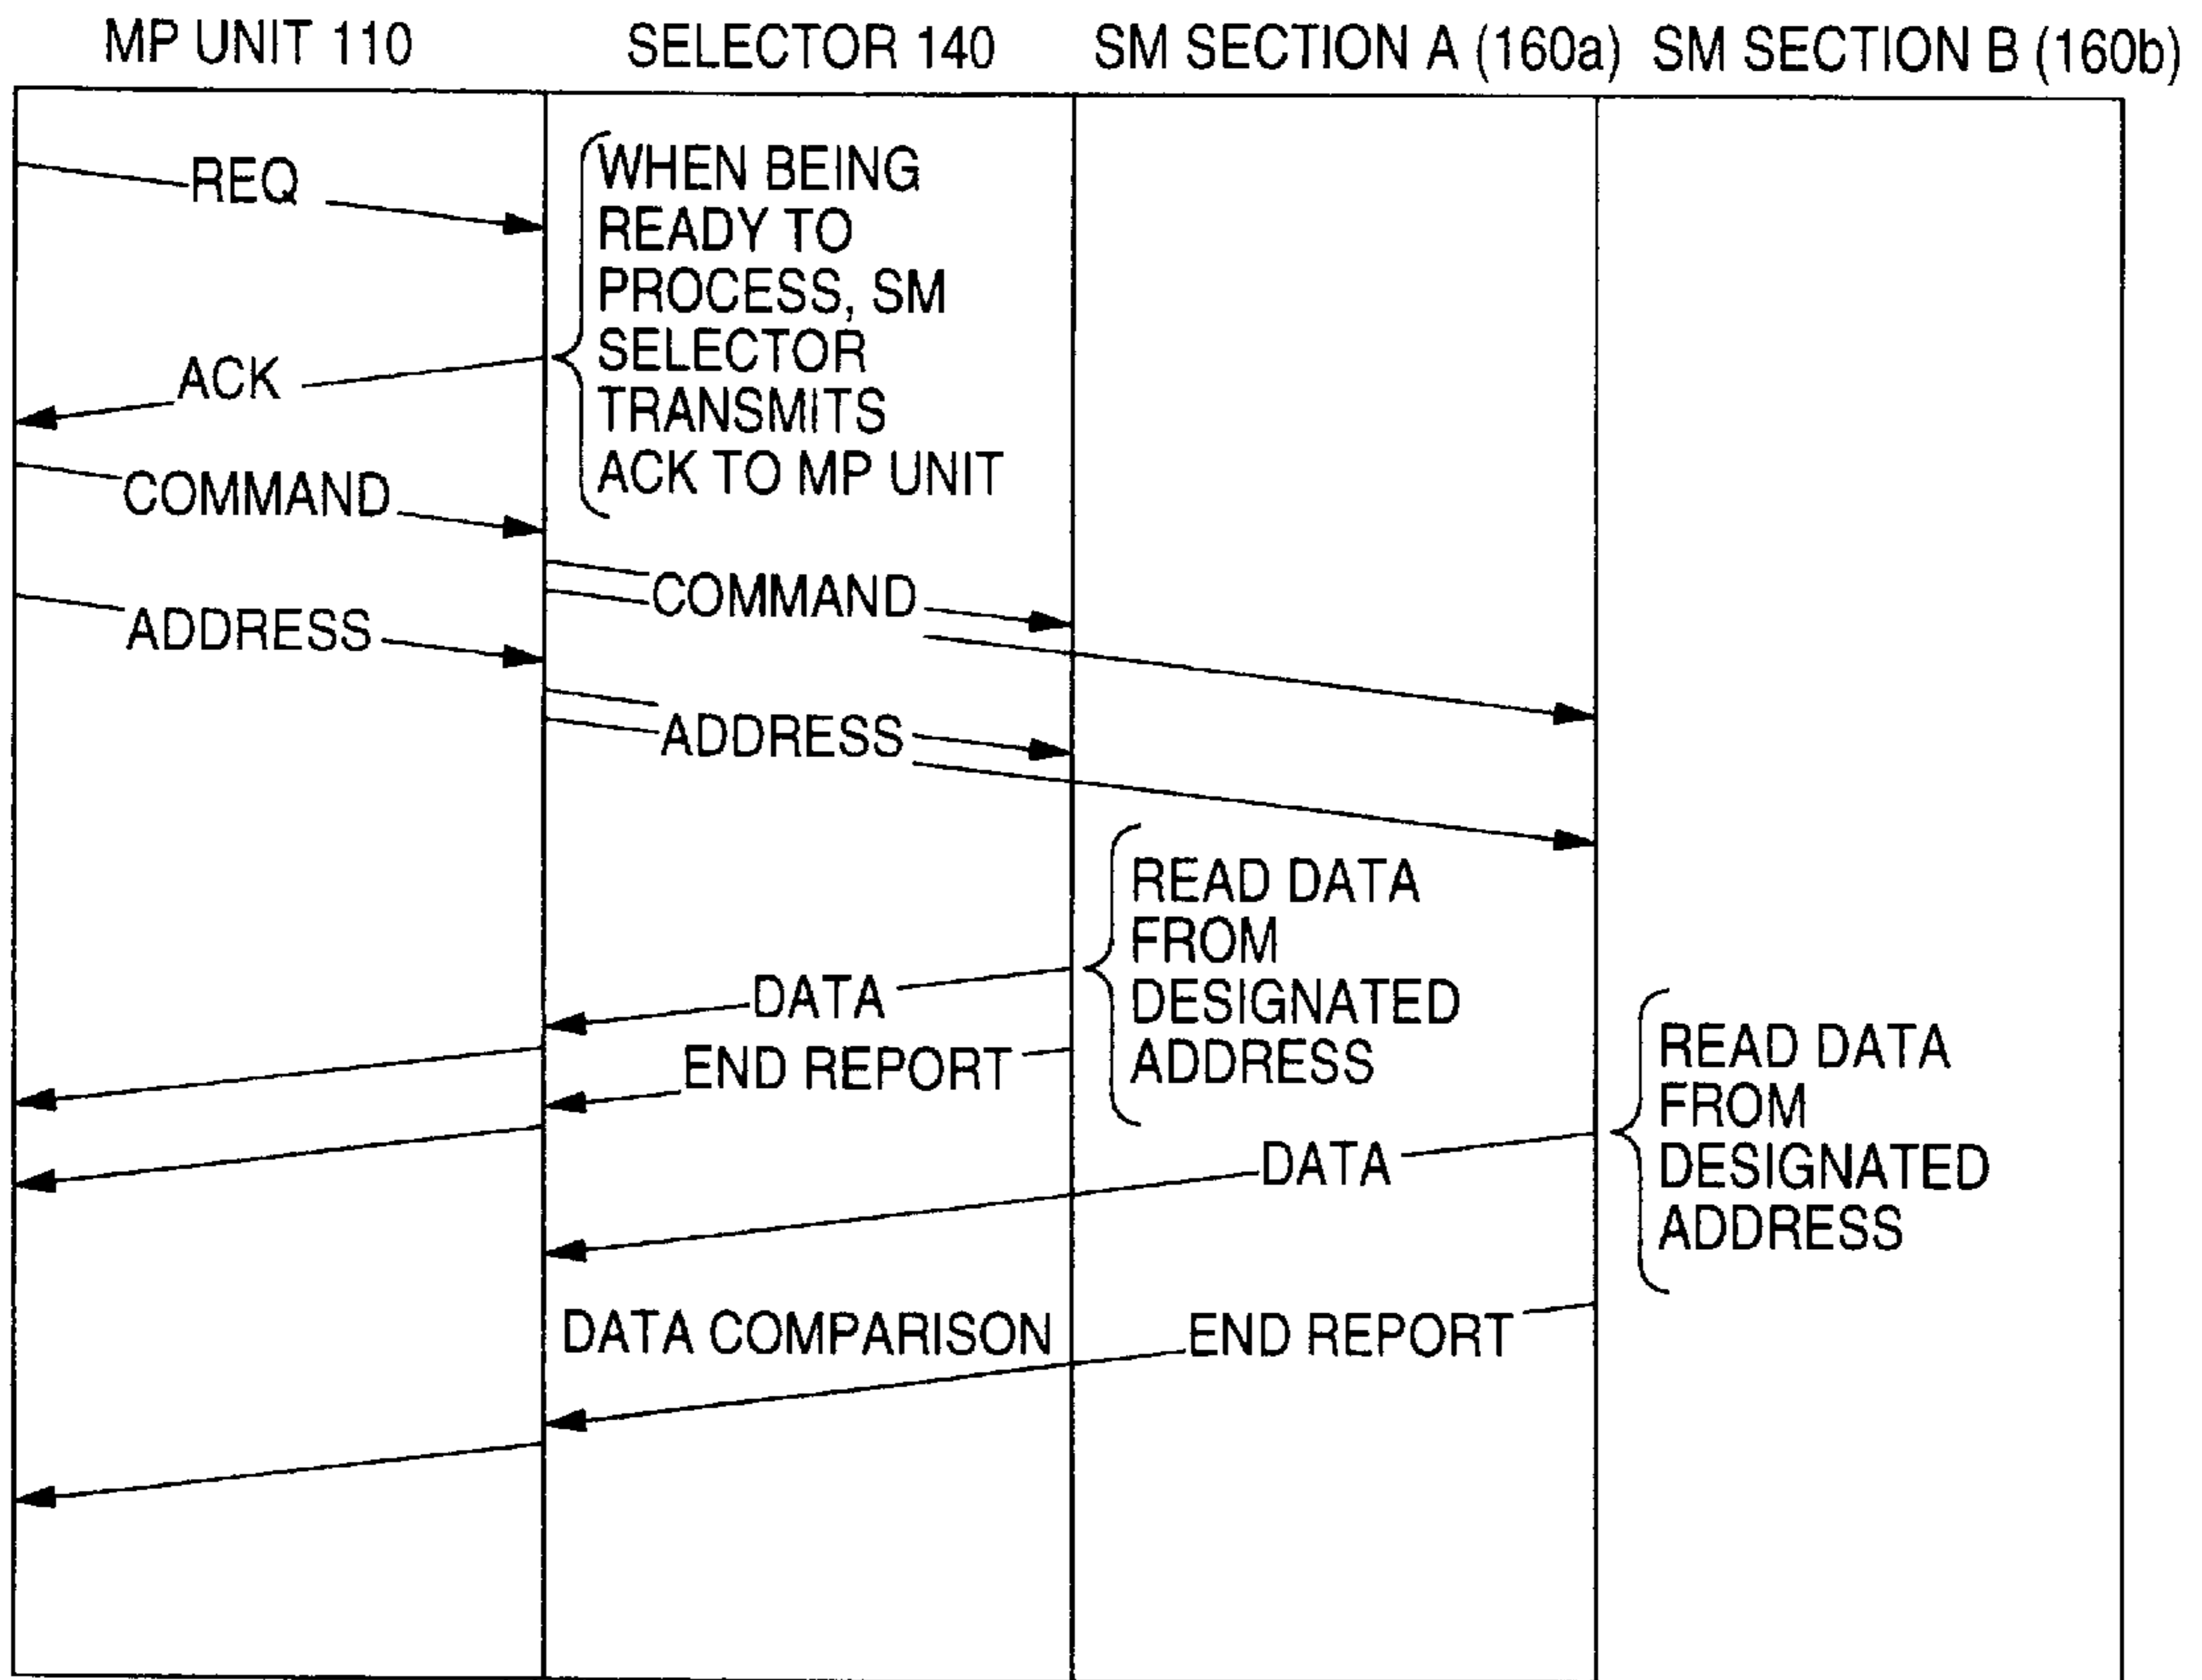 MP UNIT 110
SELECTOR 140
SM SECTION A (160a)
SM SECTION B (160b)
REQ
WHEN BEING
READY TO
PROCESS, SM
SELECTOR
TRANSMITS
ACK TO MP UNIT
ACK
COMMAND
COMMAND
ADDRESS
ADDRESS
READ DATA
FROM
DESIGNATED
ADDRESS
DATA
END REPORT
READ DATA
FROM
DESIGNATED
ADDRESS
DATA
DATA COMPARISON
END REPORT